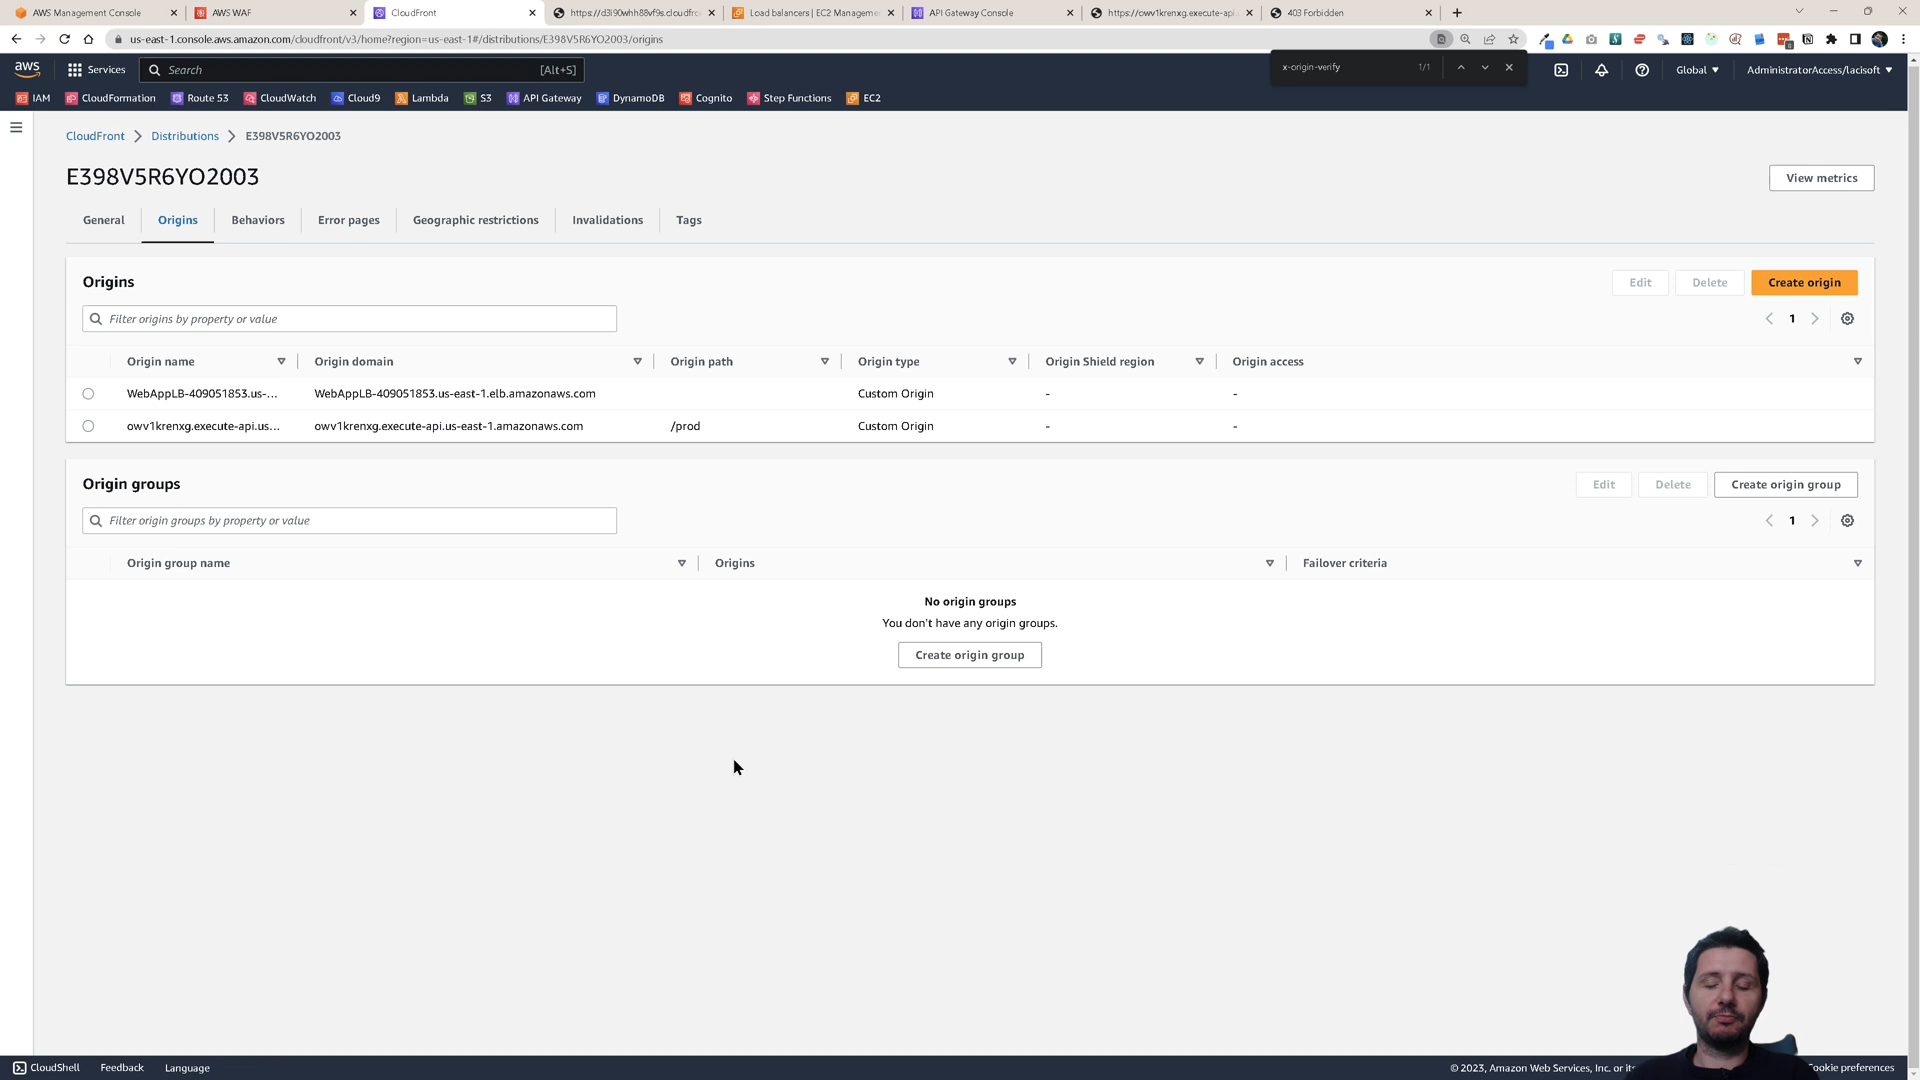 AWS Management Console
AWS WAF
CloudFront
https://d3i90whh88vf9s.cloudfro
Load balancers | EC2 Manageme
API Gateway Console
https://owv1krenxg.execute-api.
403 Forbidden
us-east-1.console.aws.amazon.com/cloudfront/v3/home?region=us-east-1#/distributions/E398V5R6YO2003/origins
aws
Services
Search
[Alt+S]
x-origin-verify
1/1
Global
AdministratorAccess/lacisoft
IAM
CloudFormation
Route 53
CloudWatch
Cloud9
Lambda
S3
API Gateway
DynamoDB
Cognito
Step Functions
EC2
CloudFront
Distributions
E398V5R6YO2003
E398V5R6YO2003
View metrics
General
Origins
Behaviors
Error pages
Geographic restrictions
Invalidations
Tags
Origins
Edit
Delete
Create origin
Filter origins by property or value
1
Origin name
Origin domain
Origin path
Origin type
Origin Shield region
Origin access
WebAppLB-409051853.us-...
WebAppLB-409051853.us-east-1.elb.amazonaws.com
Custom Origin
-
-
owv1krenxg.execute-api.us...
owv1krenxg.execute-api.us-east-1.amazonaws.com
/prod
Custom Origin
-
-
Origin groups
Edit
Delete
Create origin group
Filter origin groups by property or value
1
Origin group name
Origins
Failover criteria
No origin groups
You don't have any origin groups.
Create origin group
CloudShell
Feedback
Language
© 2023, Amazon Web Services, Inc. or its
Cookie preferences